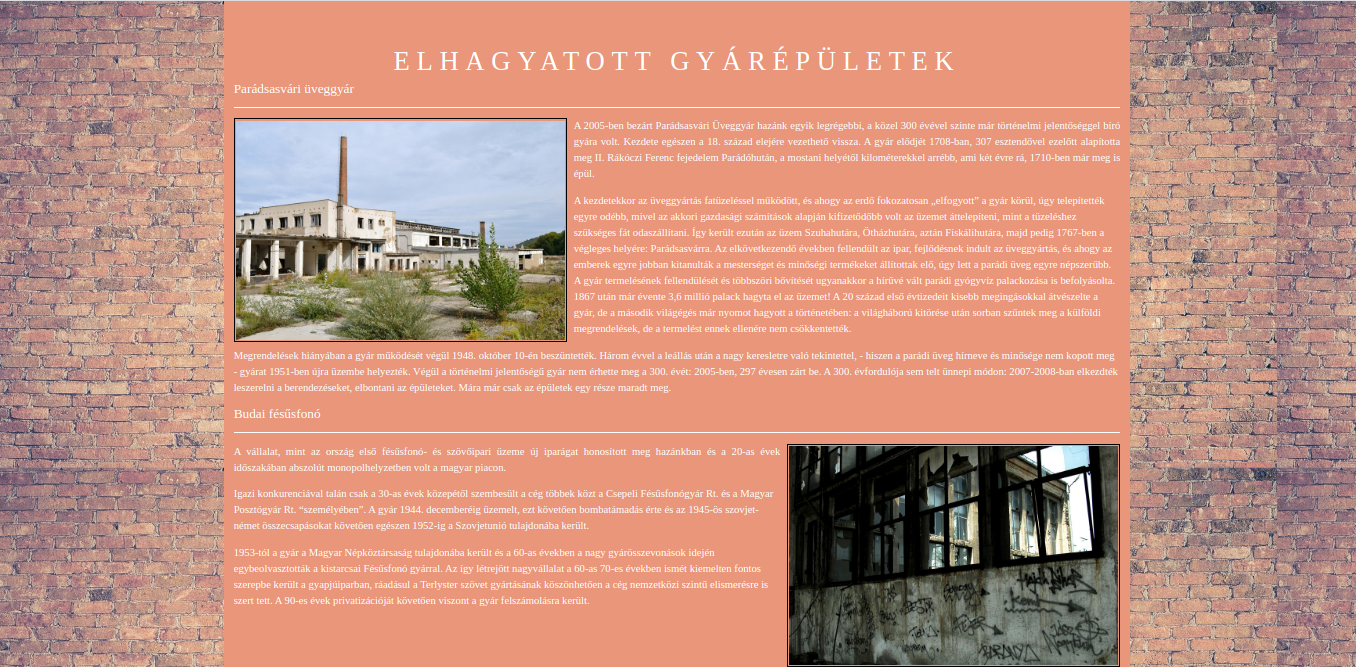 ELHAGYATOTT GYÁRÉPÜLETEK
Parádsasvári üveggyár
A 2005-ben bezárt Parádsasvári Üveggyár hazánk egyik legrégebbi, a közel 300 évével szinte már történelmi jelentőséggel bíró
gyára volt. Kezdete egészen a 18. század elejére vezethető vissza. A gyár elődjét 1708-ban, 307 esztendővel ezelőtt alapította
meg II. Rákóczi Ferenc fejedelem Parádóhután, a mostani helyétől kilométerekkel arrébb, ami két évre rá, 1710-ben már meg is
épül.
A kezdetekkor az üveggyártás fatüzeléssel működött, és ahogy az erdő fokozatosan „elfogyott” a gyár körül, úgy telepítették
egyre odébb, mivel az akkori gazdasági számítások alapján kifizetődőbb volt az üzemet áttelepíteni, mint a tüzeléshez
szükséges fát odaszállítani. Így került ezután az üzem Szuhahutára, Ötházhutára, aztán Fiskálihutára, majd pedig 1767-ben a
végleges helyére: Parádsasvárra. Az elkövetkezendő években fellendült az ipar, fejlődésnek indult az üveggyártás, és ahogy az
emberek egyre jobban kitanulták a mesterséget és minőségi termékeket állítottak elő, úgy lett a parádi üveg egyre népszerűbb.
A gyár termelésének fellendülését és többszöri bővítését ugyanakkor a hírűvé vált parádi gyógyvíz palackozása is befolyásolta.
1867 után már évente 3,6 millió palack hagyta el az üzemet! A 20 század első évtizedeit kisebb megingásokkal átvészelte a
gyár, de a második világégés már nyomot hagyott a történetében: a világháború kitörése után sorban szűntek meg a külföldi
megrendelések, de a termelést ennek ellenére nem csökkentették.
Megrendelések hiányában a gyár működését végül 1948. október 10-én beszüntették. Három évvel a leállás után a nagy keresletre való tekintettel, - hiszen a parádi üveg hírneve és minősége nem kopott meg
- gyárat 1951-ben újra üzembe helyezték. Végül a történelmi jelentőségű gyár nem érhette meg a 300. évét: 2005-ben, 297 évesen zárt be. A 300. évfordulója sem telt ünnepi módon: 2007-2008-ban elkezdték
leszerelni a berendezéseket, elbontani az épületeket. Mára már csak az épületek egy része maradt meg.
Budai fésűsfonó
A vállalat, mint az ország első fésűsfonó- és szövőipari üzeme új iparágat honosított meg hazánkban és a 20-as évek
időszakában abszolút monopolhelyzetben volt a magyar piacon.
Igazi konkurenciával talán csak a 30-as évek közepétől szembesült a cég többek közt a Csepeli Fésűsfonógyár Rt. és a Magyar
Posztógyár Rt. “személyében”. A gyár 1944. decemberéig üzemelt, ezt követően bombatámadás érte és az 1945-ös szovjet-
német összecsapásokat követően egészen 1952-ig a Szovjetunió tulajdonába került.
1953-tól a gyár a Magyar Népköztársaság tulajdonába került és a 60-as években a nagy gyárösszevonások idején
egybeolvasztották a kistarcsai Fésűsfonó gyárral. Az így létrejött nagyvállalat a 60-as 70-es években ismét kiemelten fontos
szerepbe került a gyapjúiparban, ráadásul a Terlyster szövet gyártásának köszönhetően a cég nemzetközi szintű elismerésre is
szert tett. A 90-es évek privatizációját követően viszont a gyár felszámolásra került.